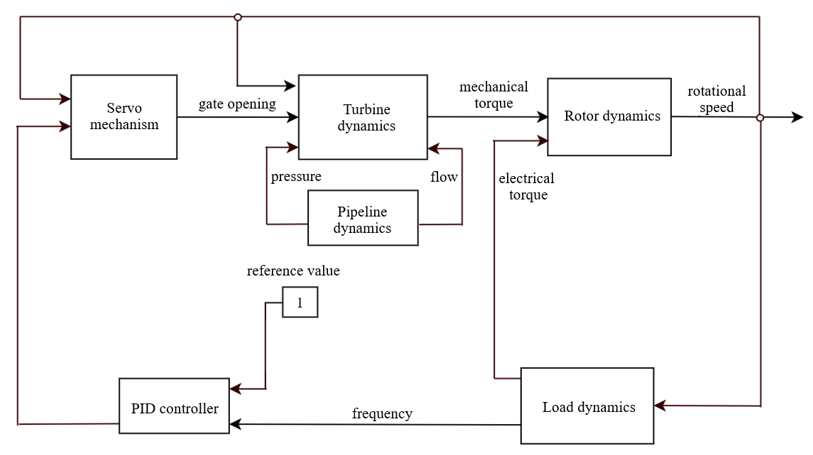 Servo
mechanism
gate opening
Turbine
dynamics
mechanical
torque
Rotor dynamics
rotational
speed
pressure
flow
electrical
torque
Pipeline
dynamics
reference value
1
PID controller
frequency
Load dynamics